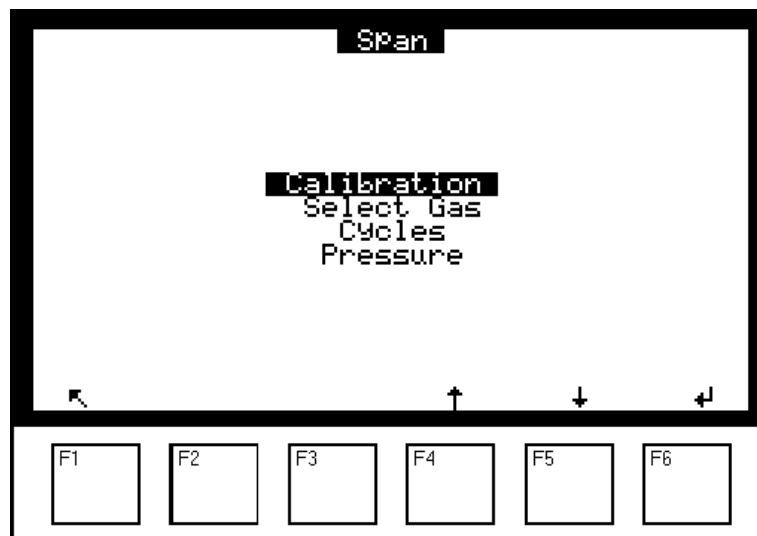 Span
Calibration
Select Gas
Cycles
Pressure
F1 F2 F3 F4 F5 F6